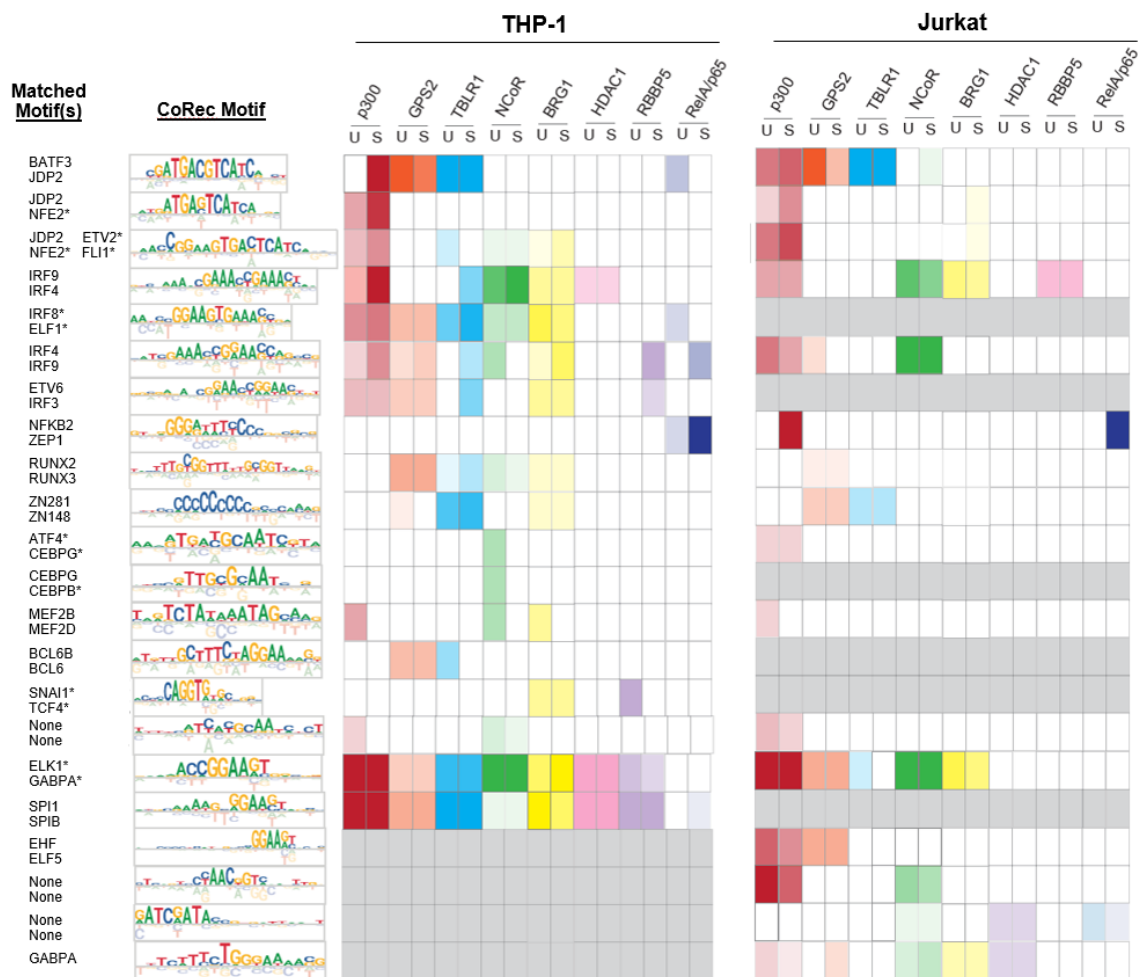 THP-1
Jurkat
Matched
Motif(s)
CoRec Motif
p300
GPS2
TBLR1
NCoR
BRG1
HDAC1
RBBP5
RelA/p65
p300
GPS2
TBLR1
NCoR
BRG1
HDAC1
RBBP5
RelA/p65
U S U S U S U S U S U S U S U S
U S U S U S U S U S U S U S U S
BATF3
JDP2
JDP2
NFE2*
JDP2 ETV2*
NFE2* FLI1*
IRF9
IRF4
IRF8*
ELF1*
IRF4
IRF9
ETV6
IRF3
NFKB2
ZEP1
RUNX2
RUNX3
ZN281
ZN148
ATF4*
CEBPG*
CEBPG
CEBPB*
MEF2B
MEF2D
BCL6B
BCL6
SNAI1*
TCF4*
None
None
ELK1*
GABPA*
SPI1
SPIB
EHF
ELF5
None
None
None
None
GABPA